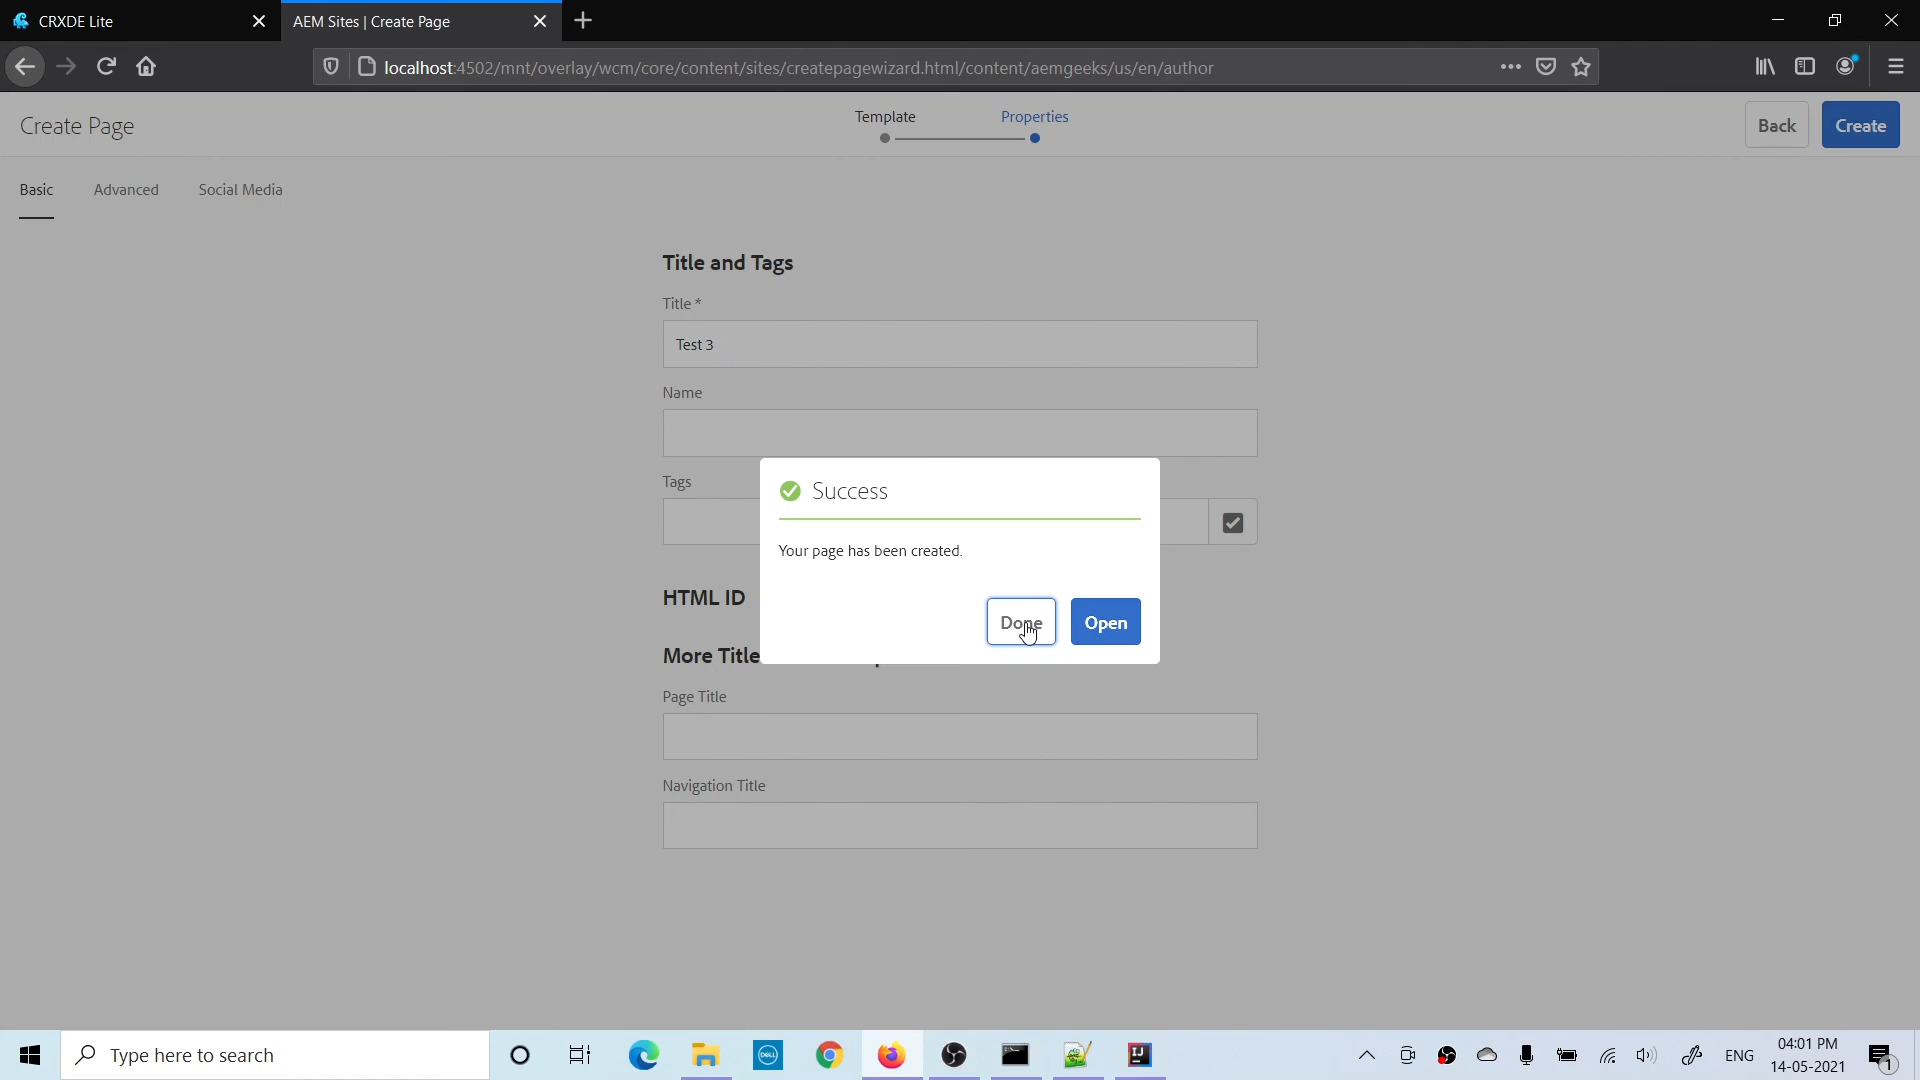 CRXDE Lite
AEM Sites | Create Page
localhost:4502/mnt/overlay/wcm/core/content/sites/createpagewizard.html/content/aemgeeks/us/en/author
Create Page
Template
Properties
Back
Create
Basic
Advanced
Social Media
Title and Tags
Title *
Test 3
Name
Tags
Success
Your page has been created.
Done
Open
HTML ID
More Title
Page Title
Navigation Title
Type here to search
DELL
IJ
ENG
04:01 PM
14-05-2021
1